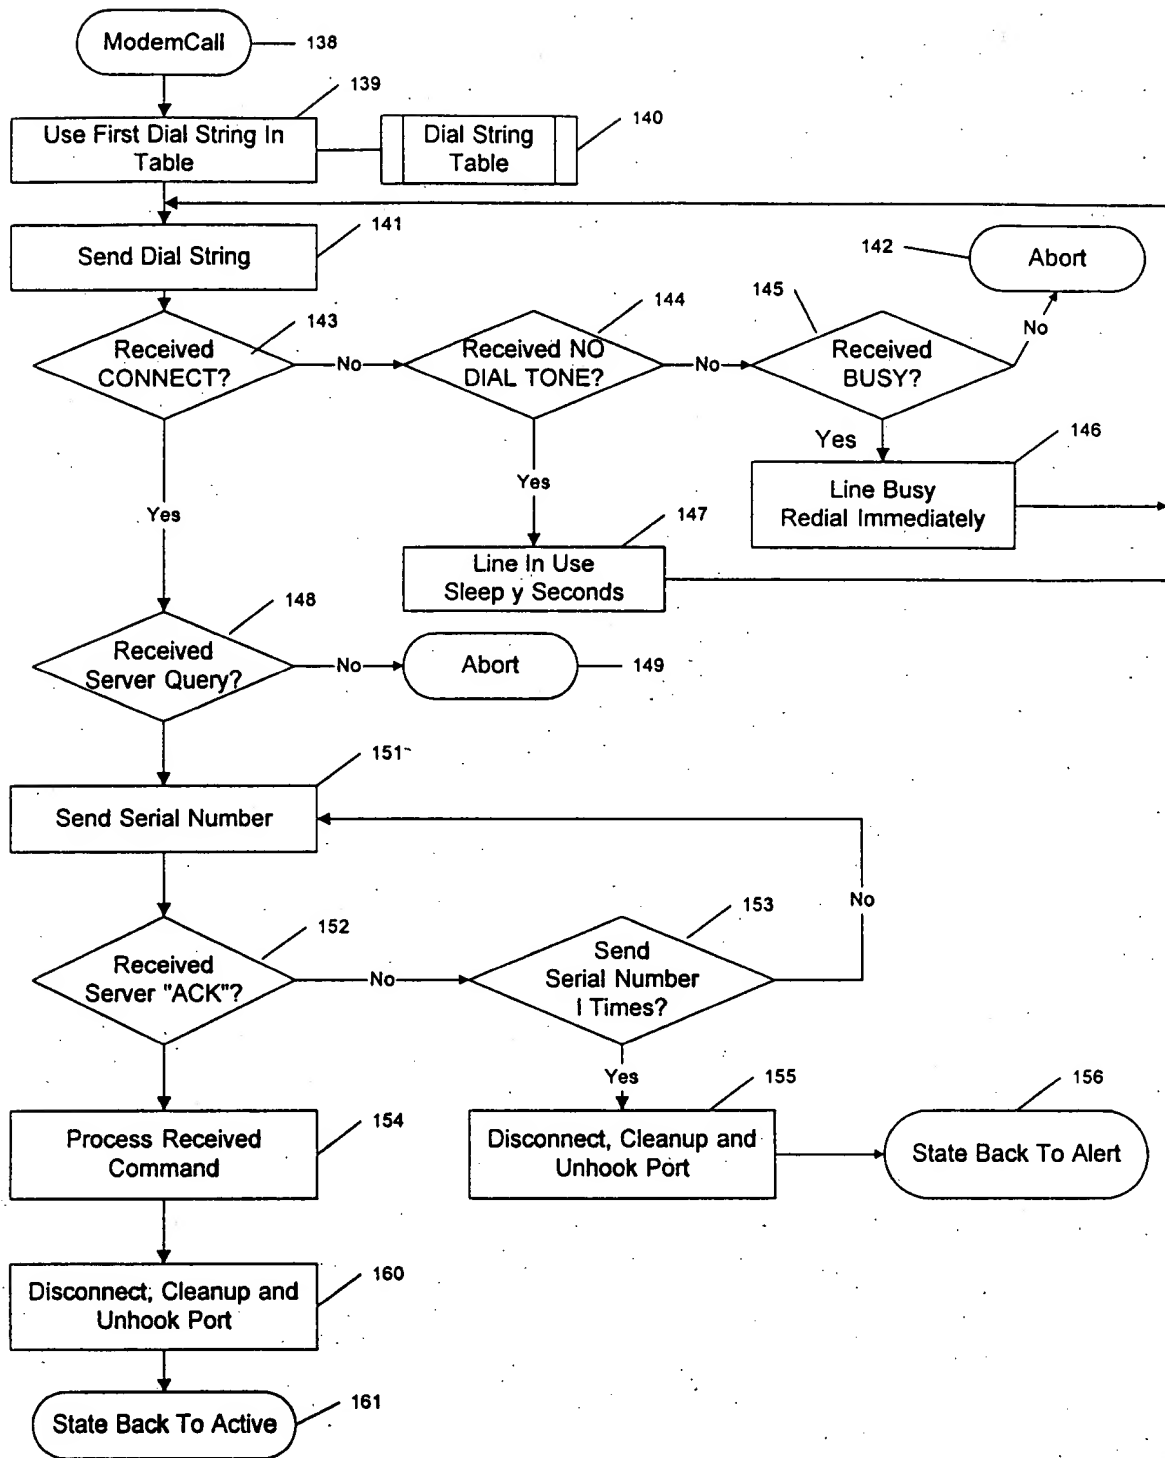 ModemCall
138
139
Use First Dial String In
Table
Dial String
Table
140
141
Send Dial String
142
Abort
143
Received
CONNECT?
No
144
Received NO
DIAL TONE?
No
145
Received
BUSY?
No
Yes
146
Line Busy
Redial Immediately
Yes
147
Line In Use
Sleep y Seconds
Yes
148
Received
Server Query?
No
Abort
149
151
Send Serial Number
No
152
Received
Server "ACK"?
No
153
Send
Serial Number
I Times?
Yes
154
Process Received
Command
155
Disconnect, Cleanup and
Unhook Port
156
State Back To Alert
160
Disconnect, Cleanup and
Unhook Port
State Back To Active
161